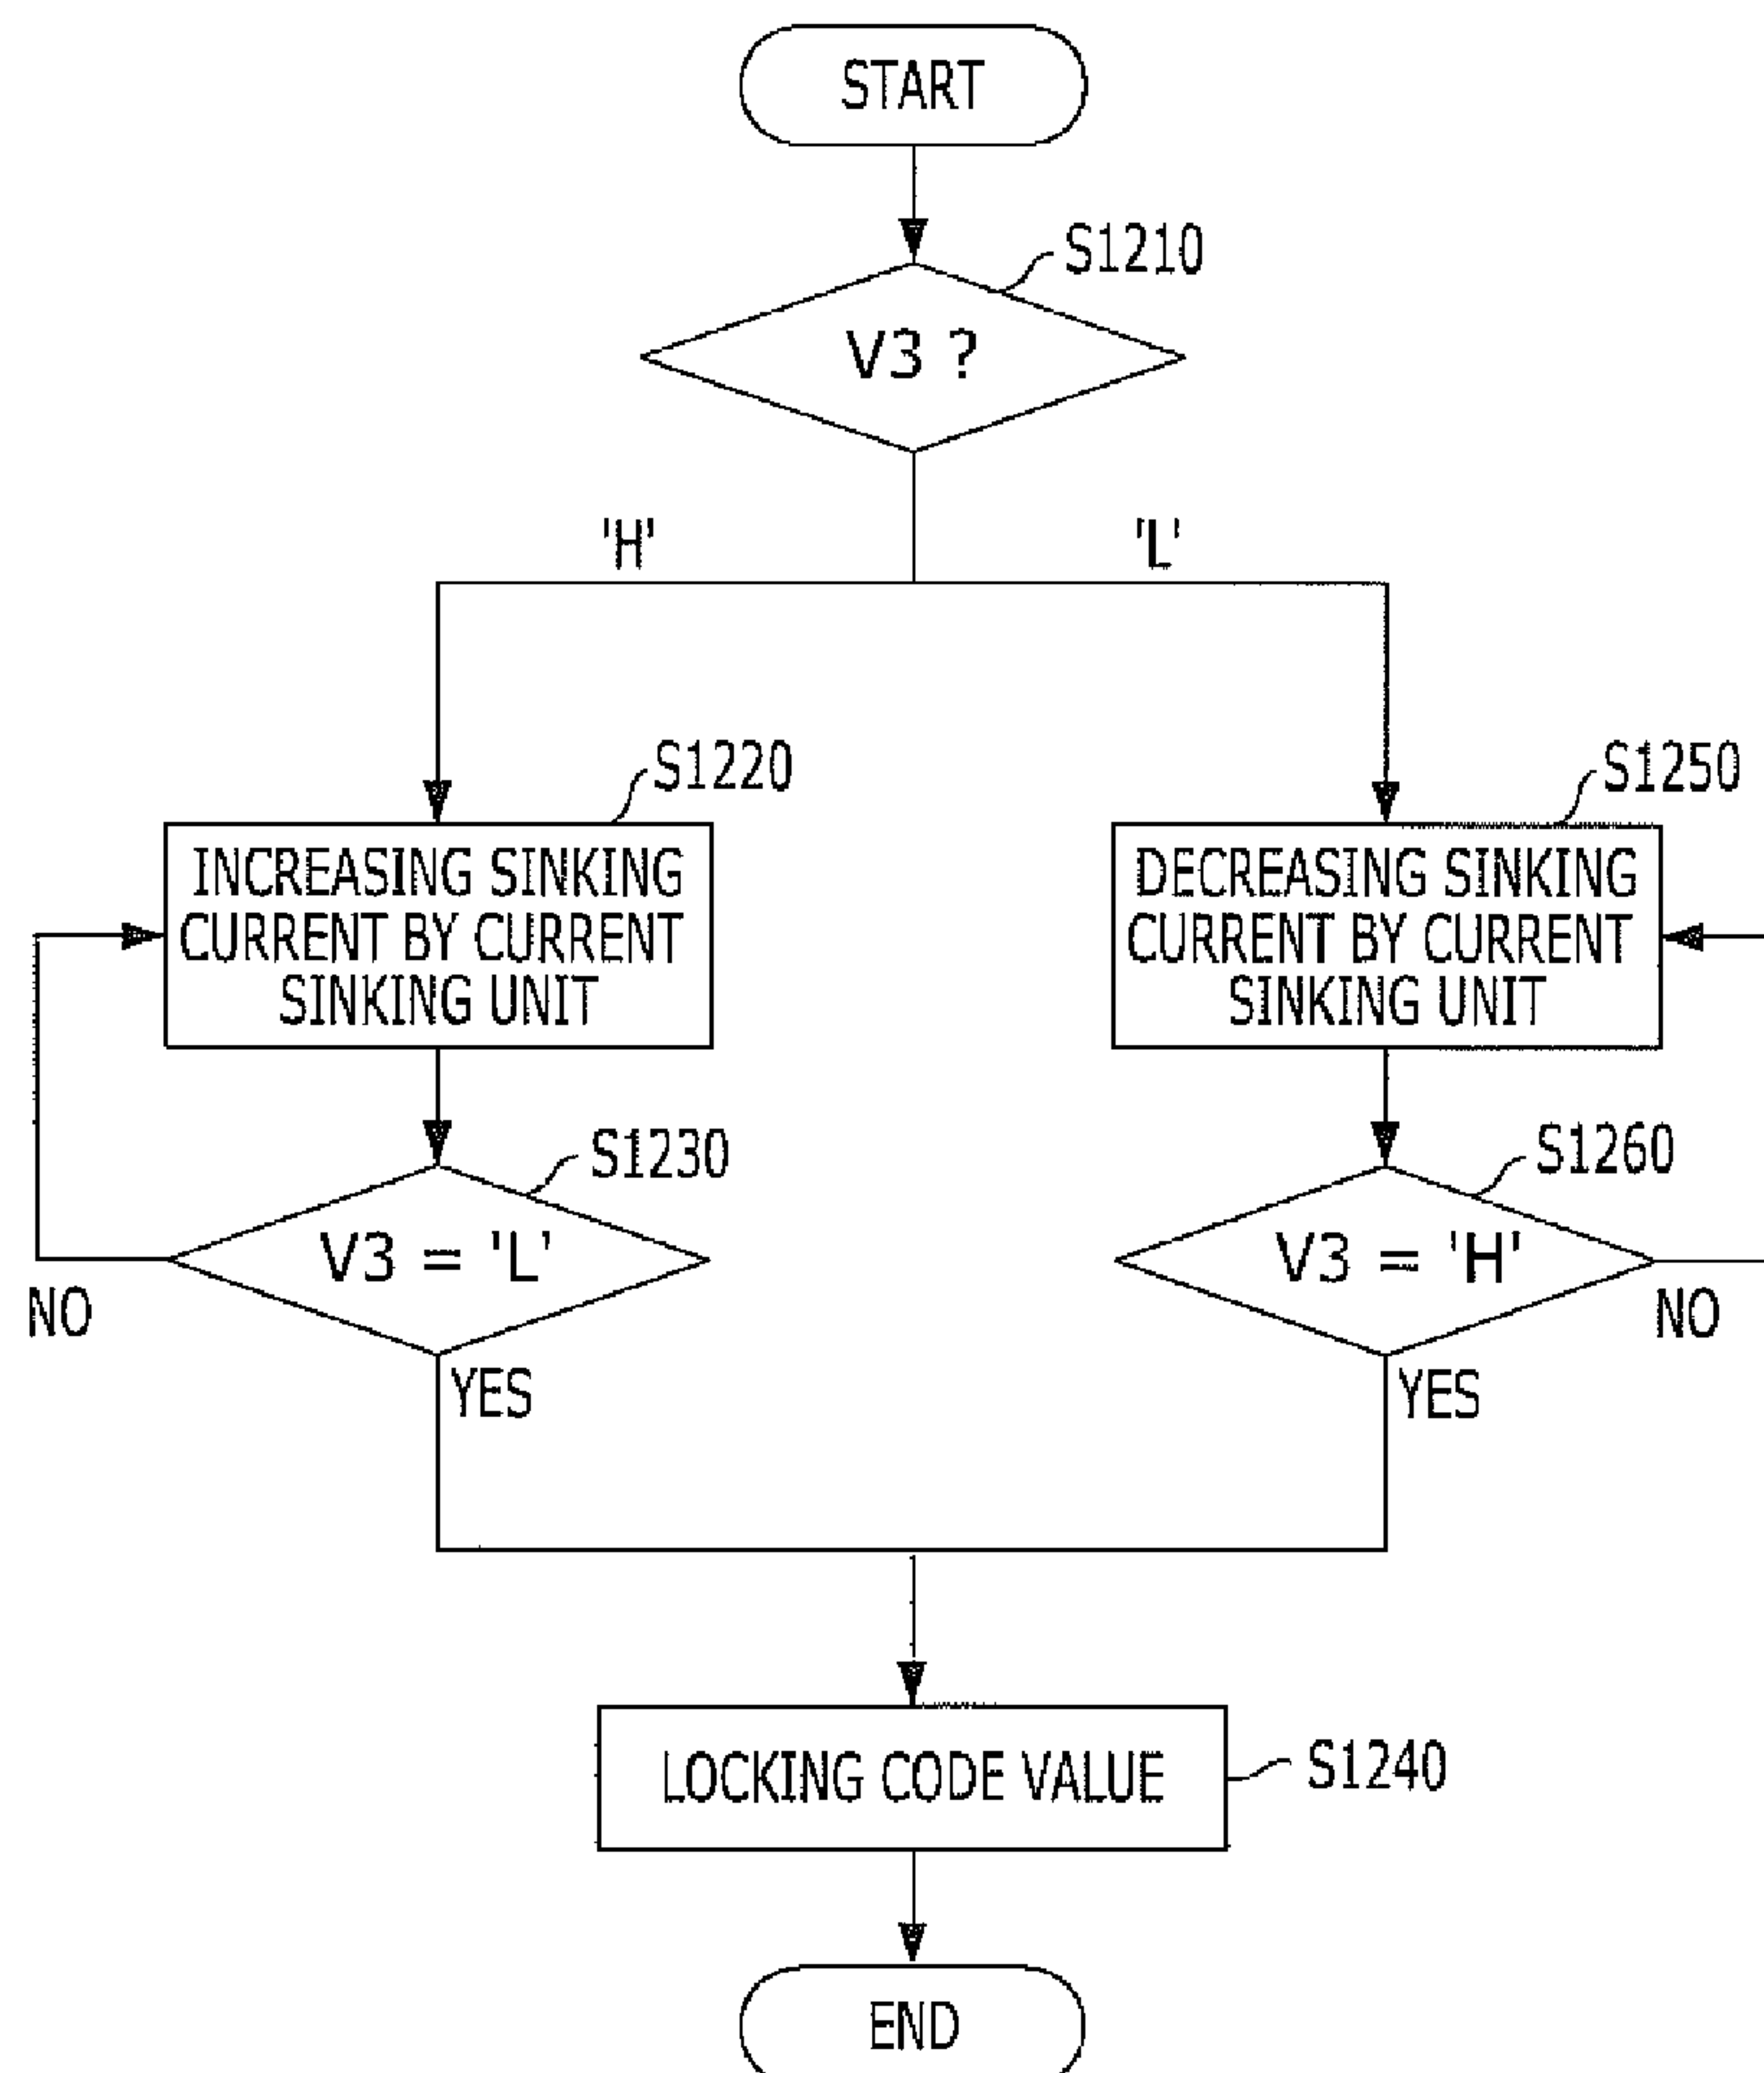 START
S1210
V3 ?
'H'
'L'
S1220
INCREASING SINKING
CURRENT BY CURRENT
SINKING UNIT
S1250
DECREASING SINKING
CURRENT BY CURRENT
SINKING UNIT
S1230
V3 = 'L'
NO
YES
S1260
V3 = 'H'
NO
YES
LOCKING CODE VALUE
S1240
END